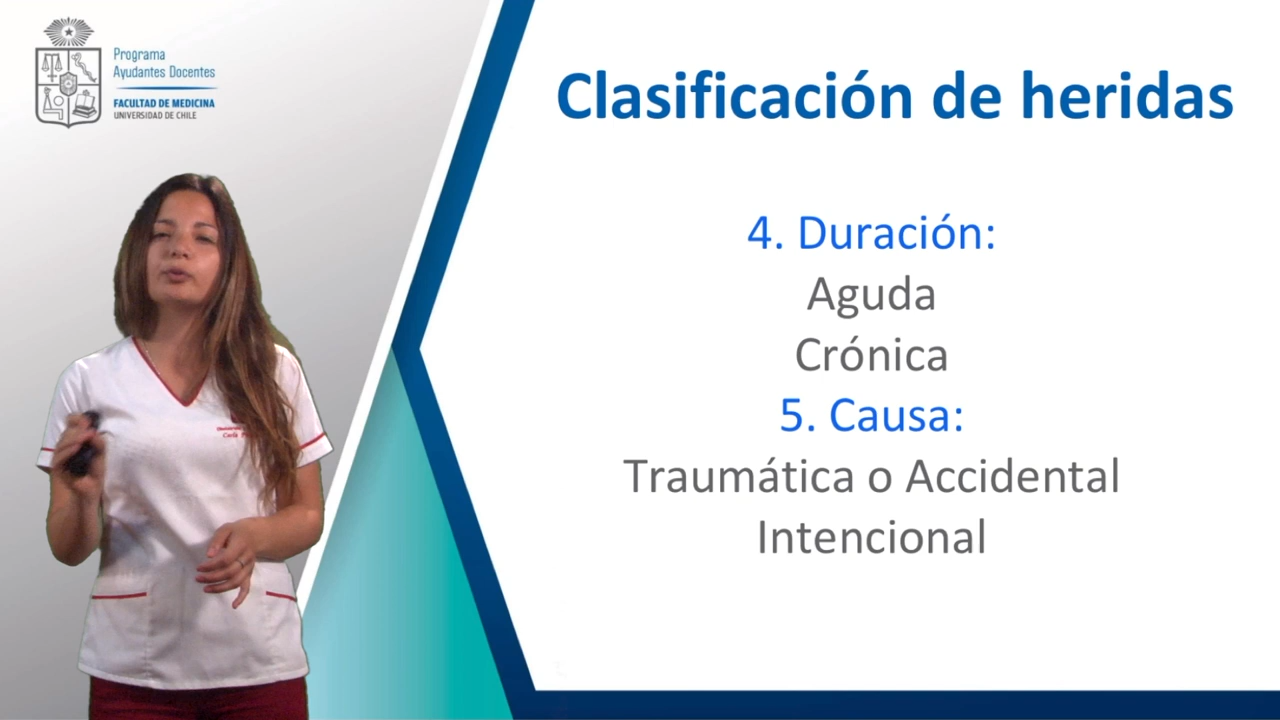 Programa
Ayudantes Docentes
FACULTAD DE MEDICINA
UNIVERSIDAD DE CHILE
Clasificación de heridas
4. Duración:
Aguda
Crónica
5. Causa:
Traumática o Accidental
Intencional